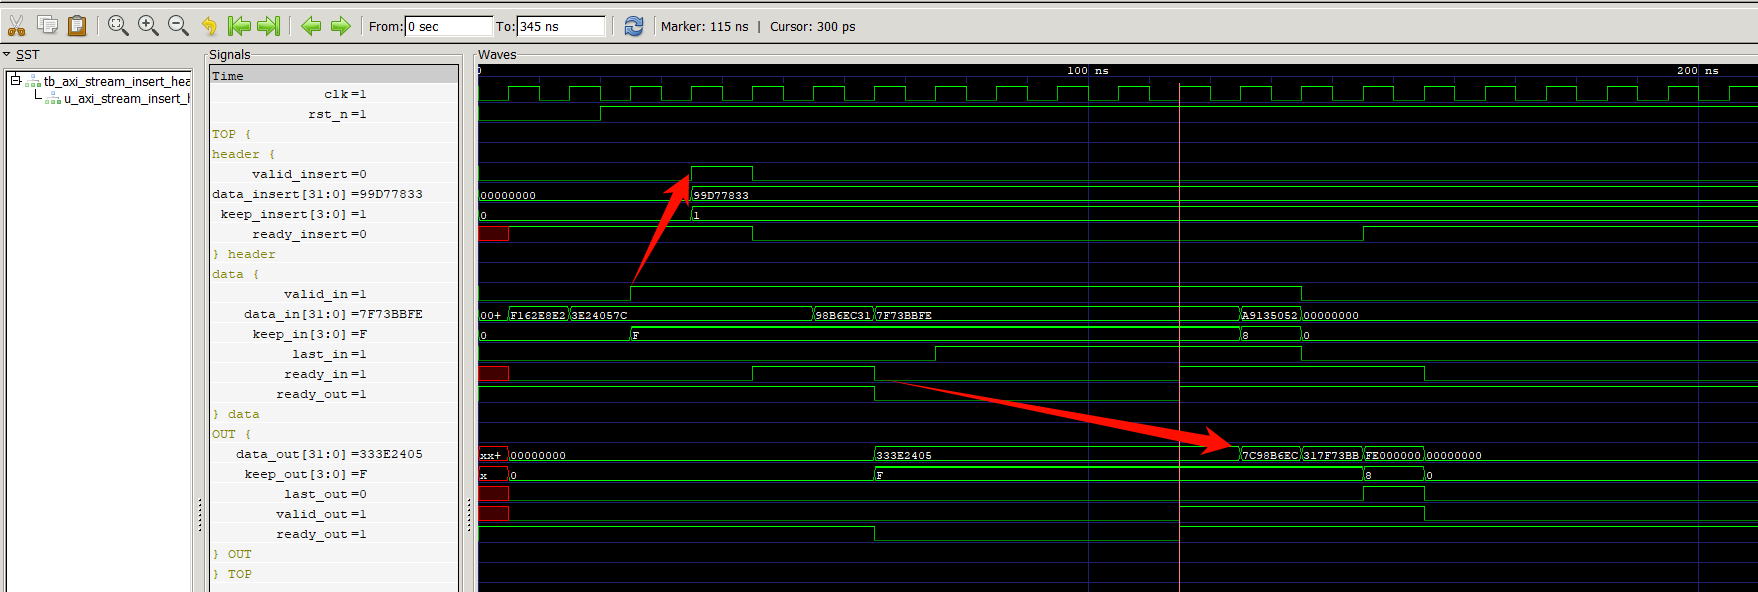 From: 0 sec To: 345 ns Marker: 115 ns | Cursor: 300 ps
SST Signals Waves
tb_axi_stream_insert_hea
u_axi_stream_insert_h
Time 0 100 ns 200 ns
clk=1
rst_n=1
TOP {
header {
valid_insert=0
data_insert[31:0]=99D77833 00000000 99D77833
keep_insert[3:0]=1 0 1
ready_insert=0
} header
data {
valid_in=1
data_in[31:0]=7F73BBFE 00+ F162E8E2 3E24057C 98B6EC31 7F73BBFE A9135052 00000000
keep_in[3:0]=F 0 F 8 0
last_in=1
ready_in=1
ready_out=1
} data
OUT {
data_out[31:0]=333E2405 xx+ 00000000 333E2405 7C98B6EC 317F73BB FE000000 00000000
keep_out[3:0]=F x 0 F 8 0
last_out=0
valid_out=1
ready_out=1
} OUT
} TOP